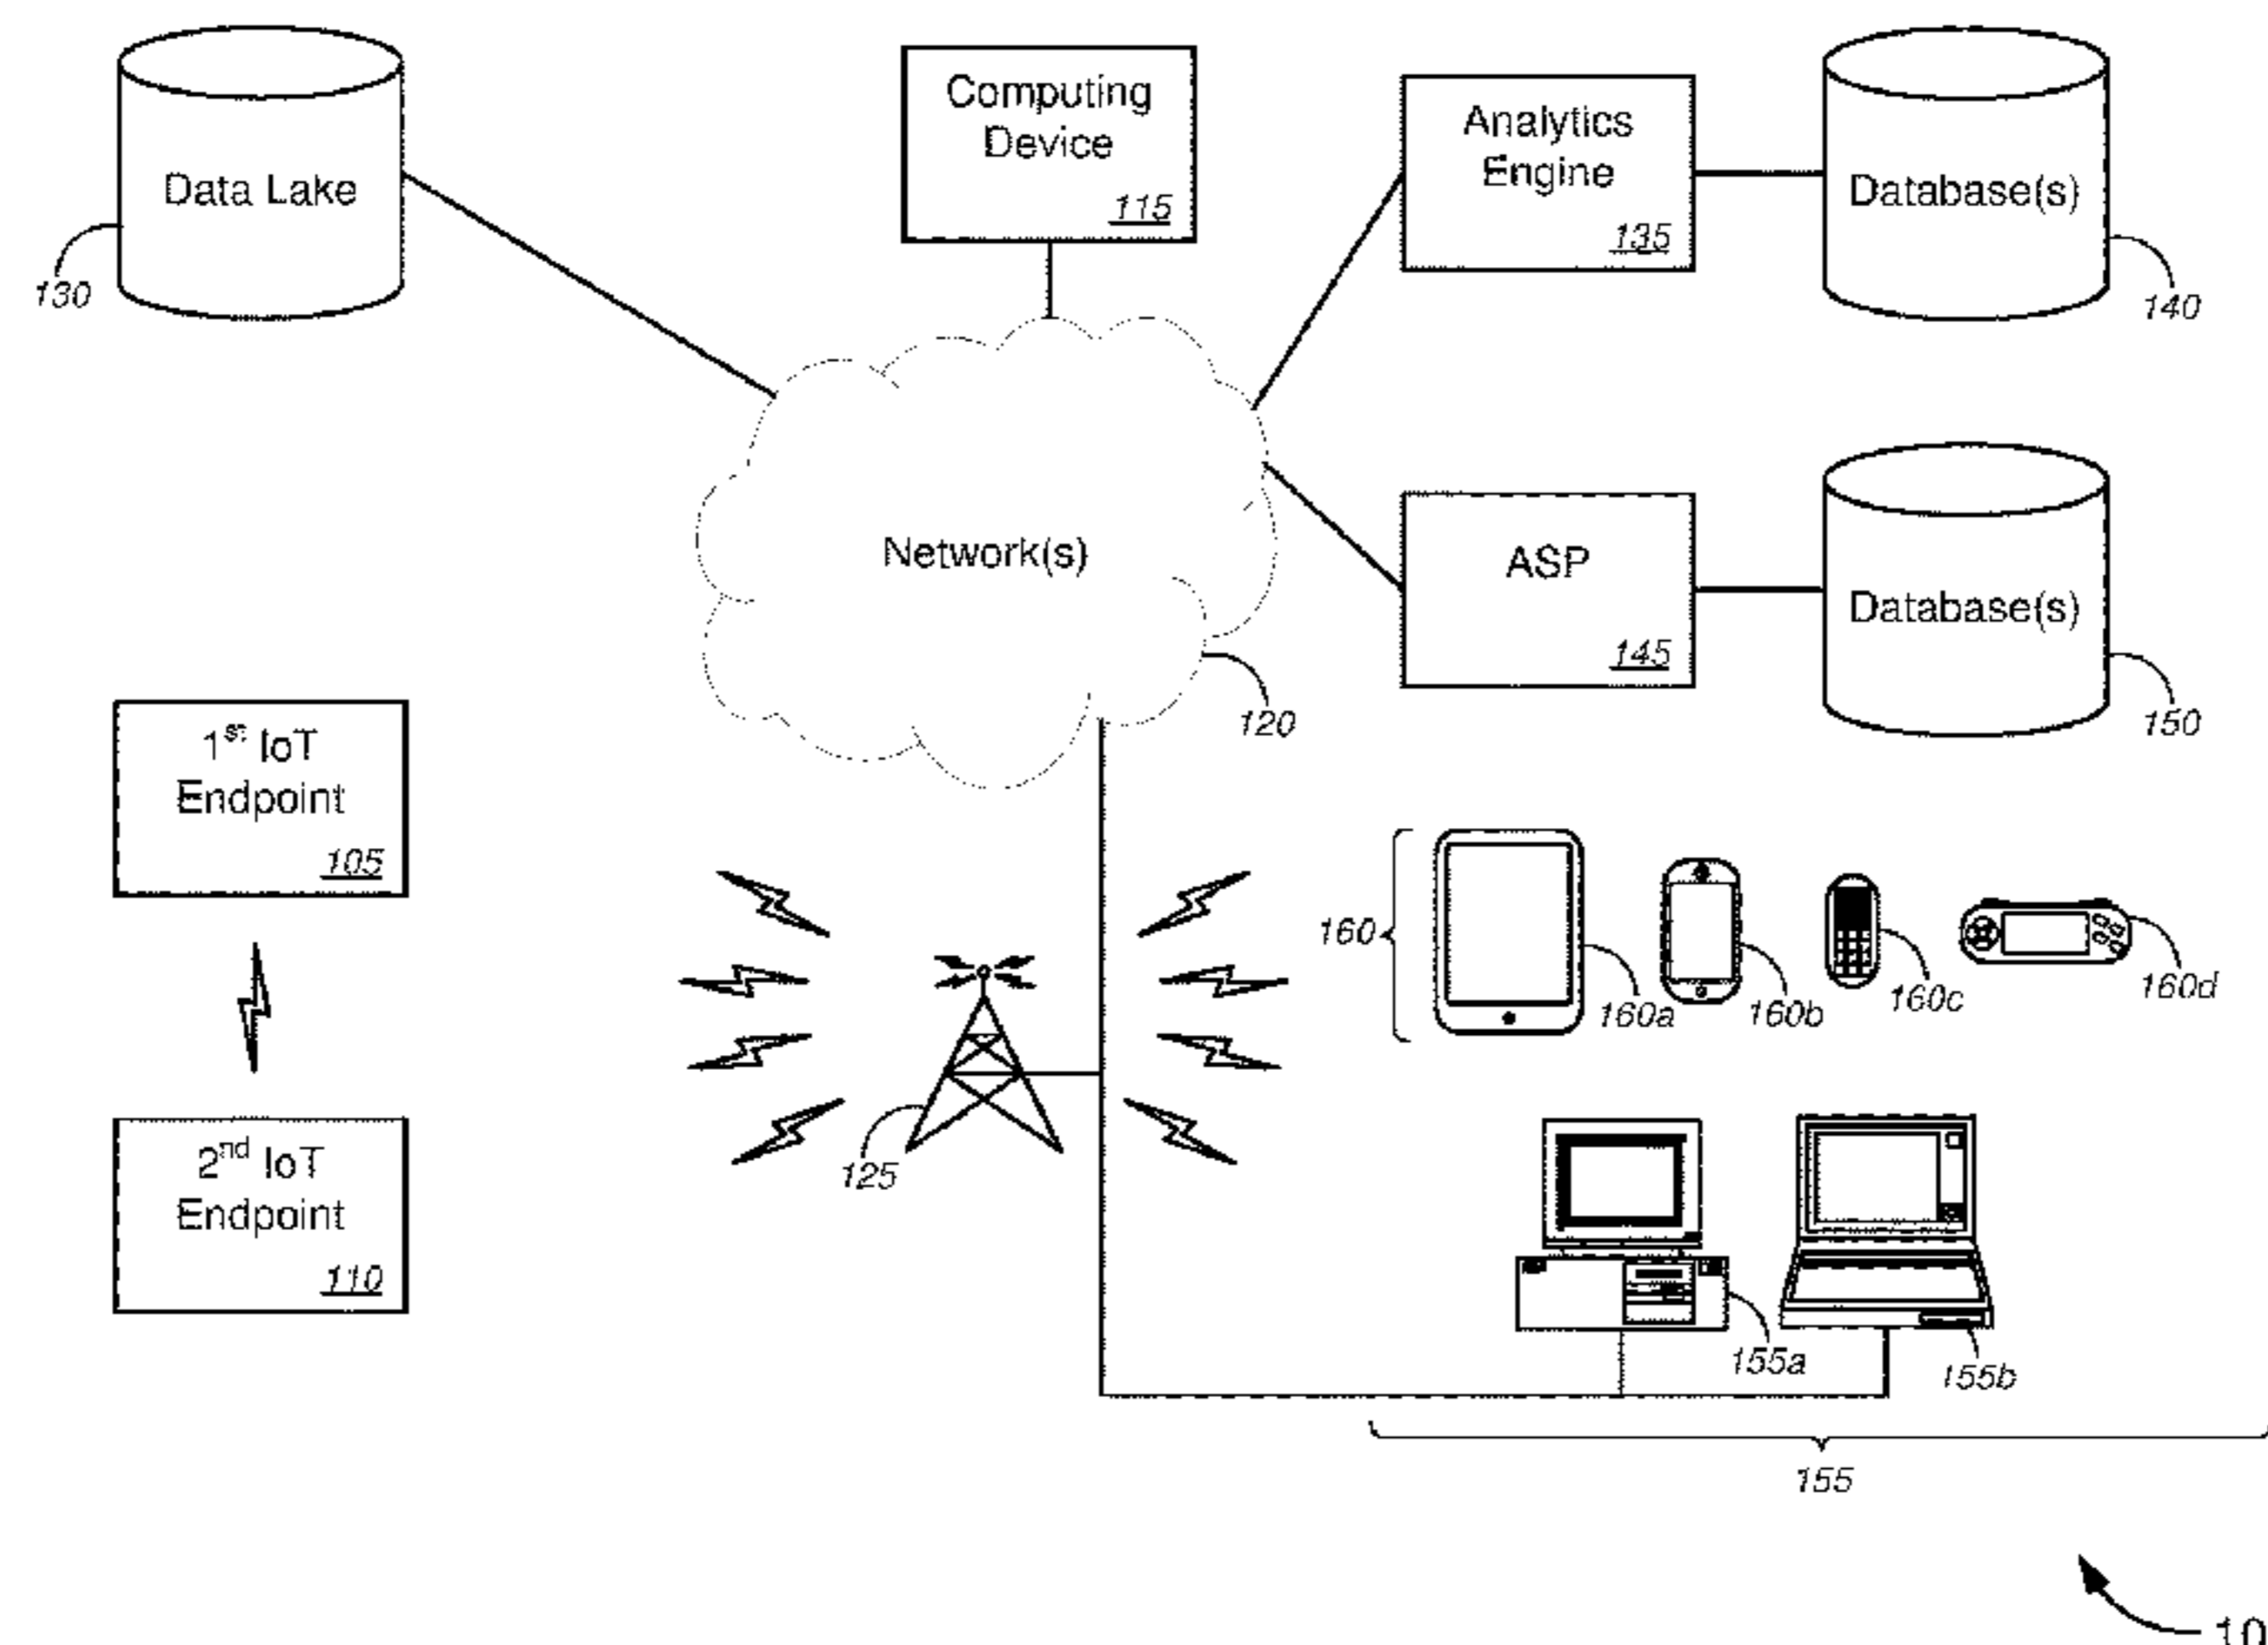 Data Lake
130
Computing
Device
115
Analytics
Engine
135
Database(s)
140
Network(s)
120
ASP
145
Database(s)
150
1st IoT
Endpoint
105
2nd IoT
Endpoint
110
125
160
160a
160b
160c
160d
155a
155b
155